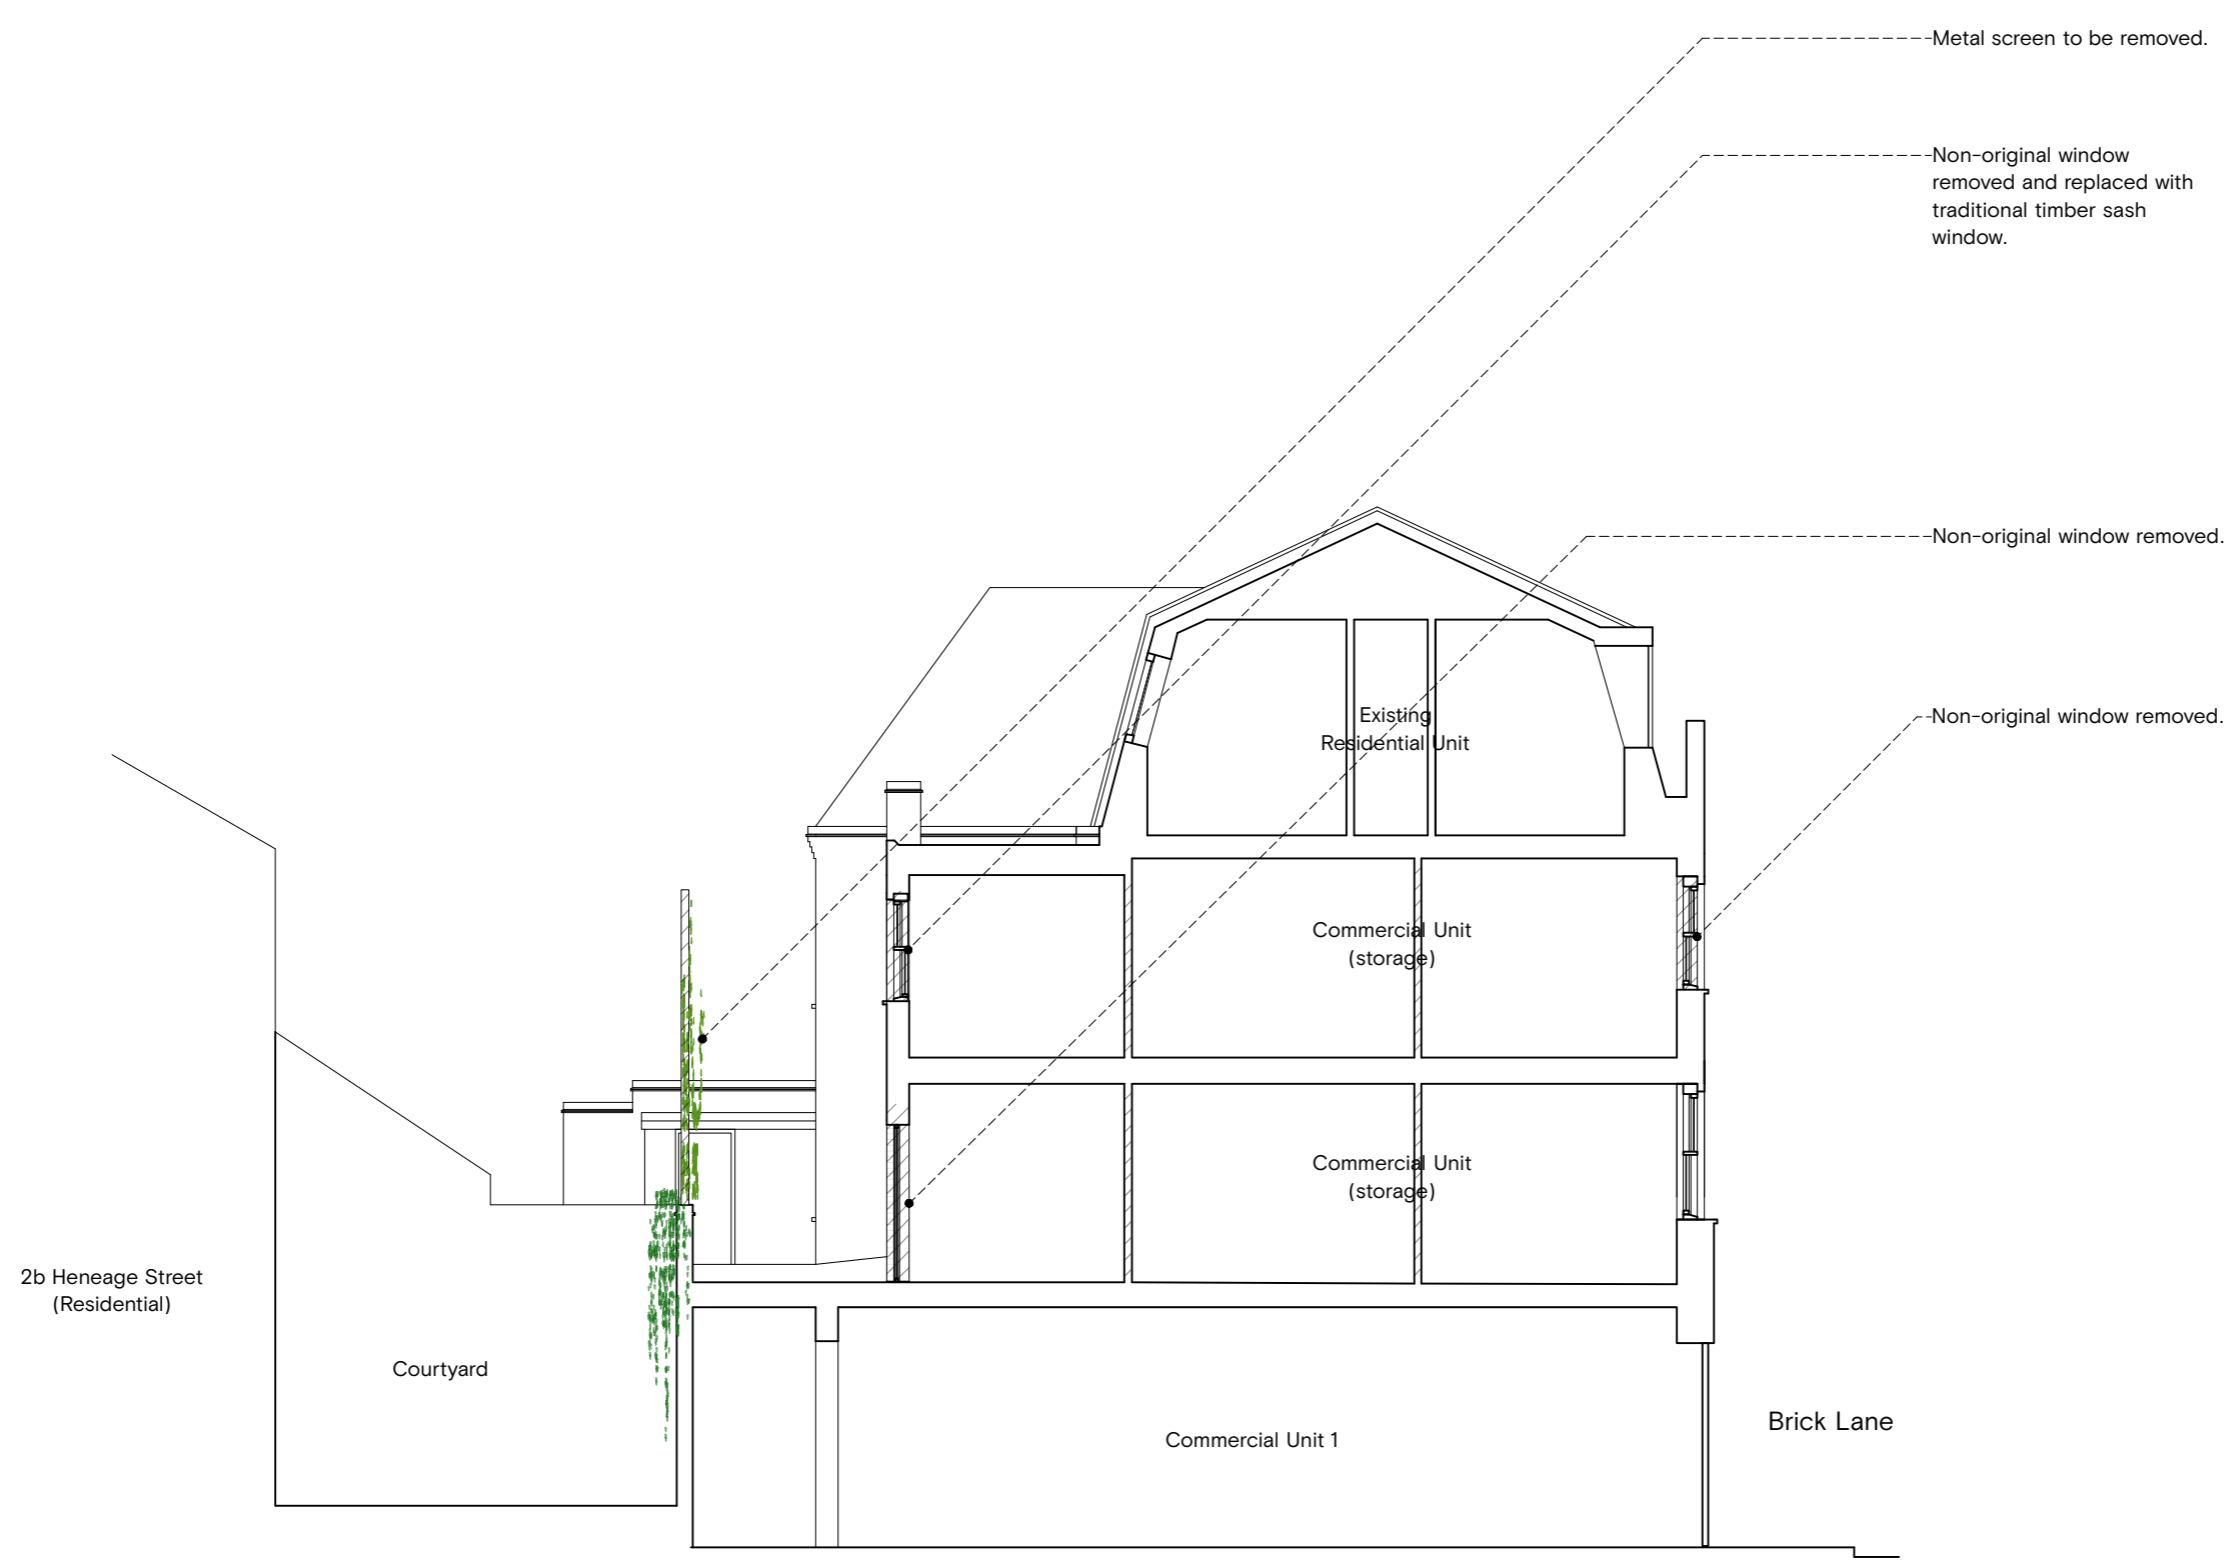 Metal screen to be removed.
Non-original window
removed and replaced with
traditional timber sash
window.
Non-original window removed.
Existing
Residential Unit
Non-original window removed.
Commercial Unit
(storage)
Commercial Unit
(storage)
2b Heneage Street
(Residential)
Courtyard
Commercial Unit 1
Brick Lane